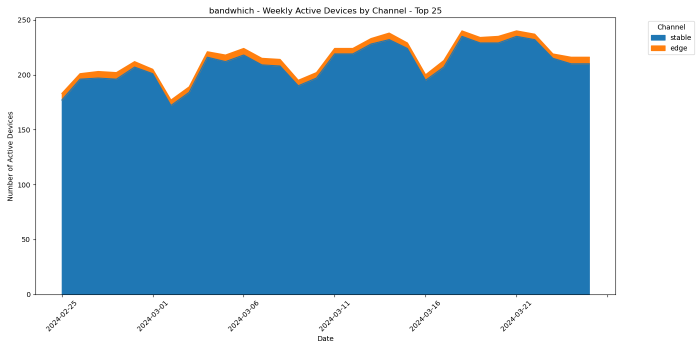 bandwhich - Weekly Active Devices by Channel - Top 25
Channel
stable
edge
Number of Active Devices
250
200
150
100
50
0
2024-02-25
2024-03-01
2024-03-06
2024-03-11
2024-03-16
2024-03-21
Date